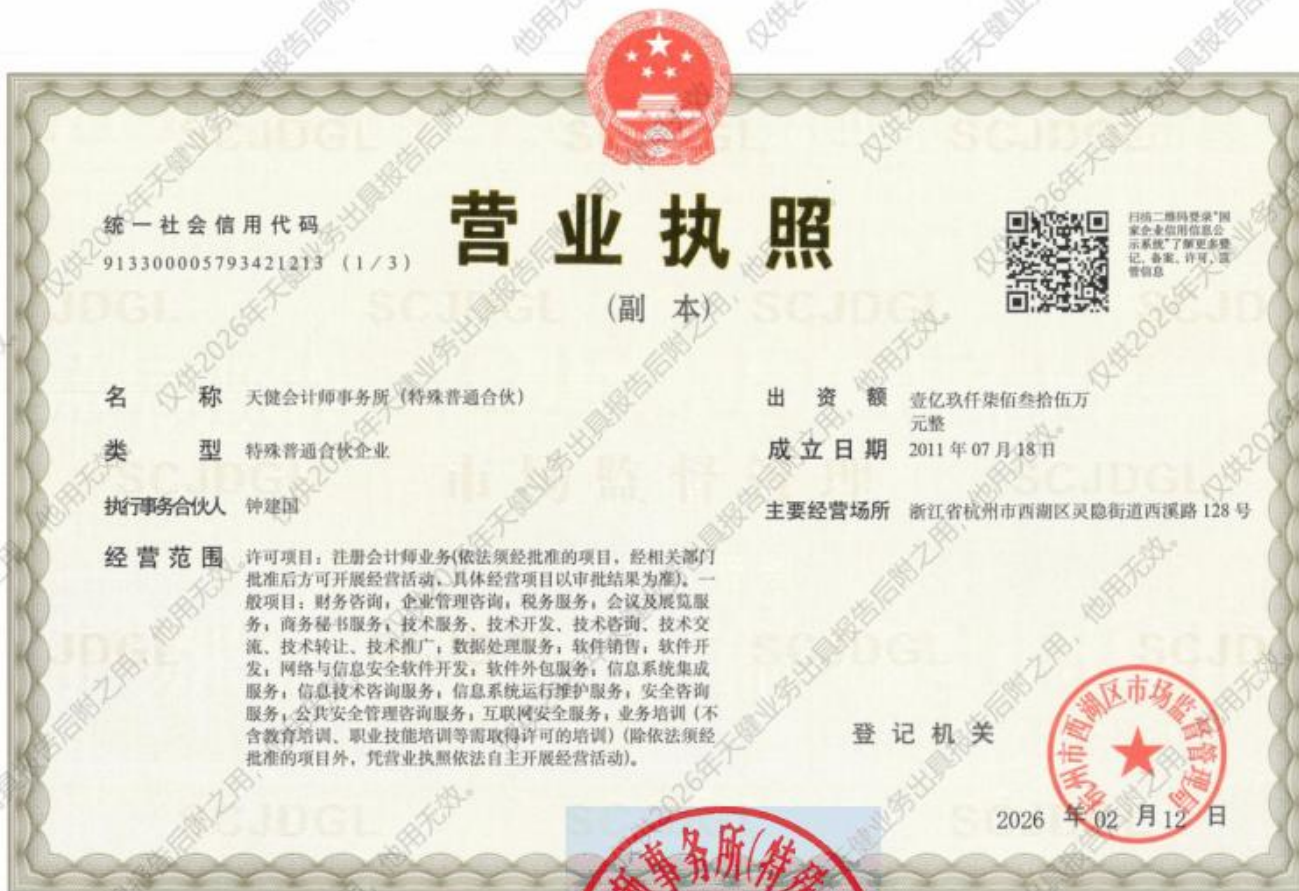 营业执照
(副 本)
统一社会信用代码
913300005793421213 (1/3)
扫描二维码登录"国
家企业信用信息公
示系统"了解更多登
记、备案、许可、监
管信息
名 称 天健会计师事务所(特殊普通合伙)
类 型 特殊普通合伙企业
执行事务合伙人 钟建国
经营范围 许可项目:注册会计师业务(依法须经批准的项目,经相关部门
批准后方可开展经营活动,具体经营项目以审批结果为准)。一
般项目:财务咨询;企业管理咨询;税务服务;会议及展览服
务;商务秘书服务;技术服务、技术开发、技术咨询、技术交
流、技术转让、技术推广;数据处理服务;软件销售;软件开
发;网络与信息安全软件开发;软件外包服务;信息系统集成
服务;信息技术咨询服务;信息系统运行维护服务;安全咨询
服务;公共安全管理咨询服务;互联网安全服务;业务培训(不
含教育培训、职业技能培训等需取得许可的培训)(除依法须经
批准的项目外,凭营业执照依法自主开展经营活动)。
出 资 额 壹亿玖仟柒佰叁拾伍万
元整
成立日期 2011年07月18日
主要经营场所 浙江省杭州市西湖区灵隐街道西溪路128号
登记机关
杭州市西湖区市场监督管理局
2026 年 02 月 12 日
师事务所(特殊
仅供2026年天健业务出具报告后附之用,他用无效。
SCJDGL